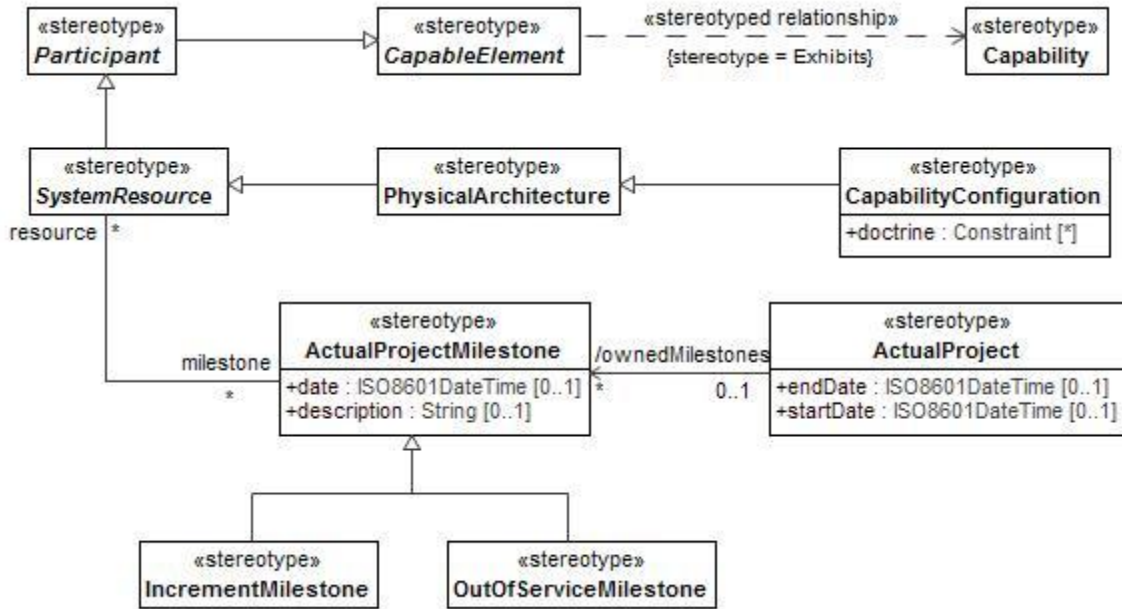 «stereotype»
Participant
«stereotype»
CapableElement
«stereotyped relationship»
{stereotype = Exhibits}
«stereotype»
Capability
«stereotype»
SystemResource
«stereotype»
PhysicalArchitecture
«stereotype»
CapabilityConfiguration
+doctrine : Constraint [*]
resource
*
milestone
*
«stereotype»
ActualProjectMilestone
+date : ISO8601DateTime [0..1]
+description : String [0..1]
/ownedMilestones
*
0..1
«stereotype»
ActualProject
+endDate : ISO8601DateTime [0..1]
+startDate : ISO8601DateTime [0..1]
«stereotype»
IncrementMilestone
«stereotype»
OutOfServiceMilestone